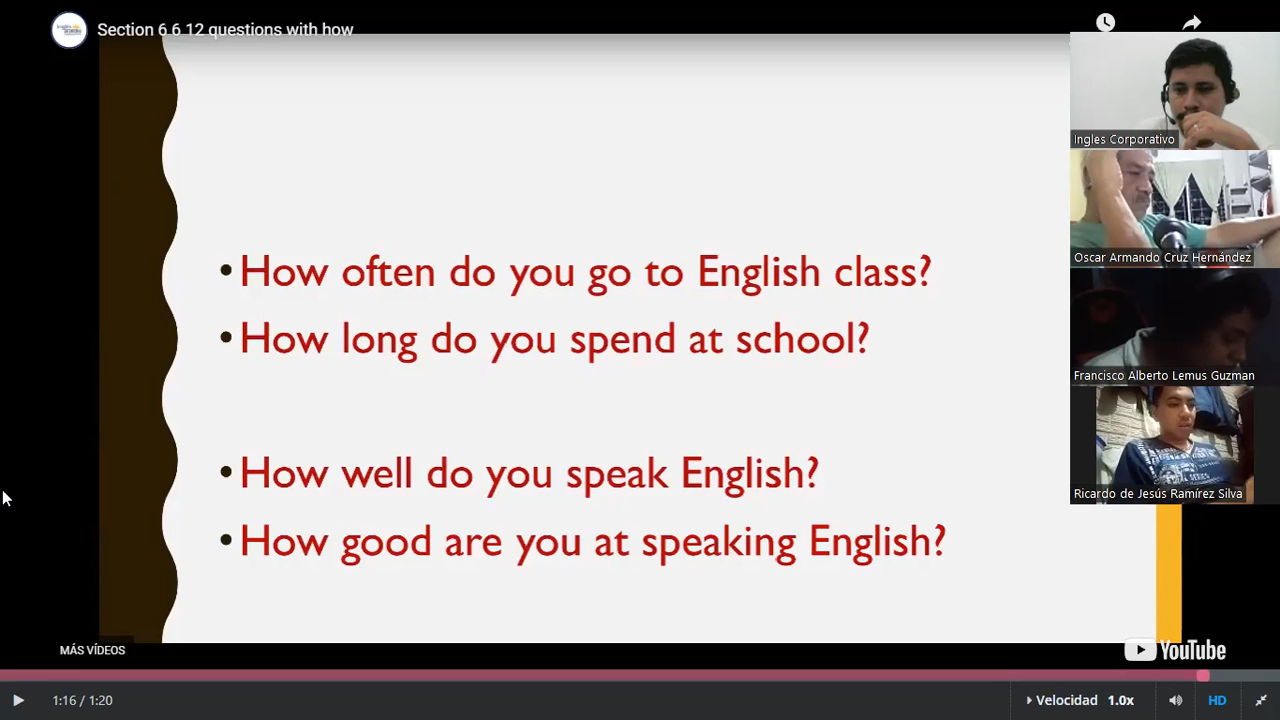 Section 6 6 12 questions with how
Ingles Corporativo
Oscar Armando Cruz Hernández
Francisco Alberto Lemus Guzman
Ricardo de Jesús Ramírez Silva
• How often do you go to English class?
• How long do you spend at school?
• How well do you speak English?
• How good are you at speaking English?
MÁS VÍDEOS
YouTube
1:16 / 1:20
Velocidad 1.0x
HD